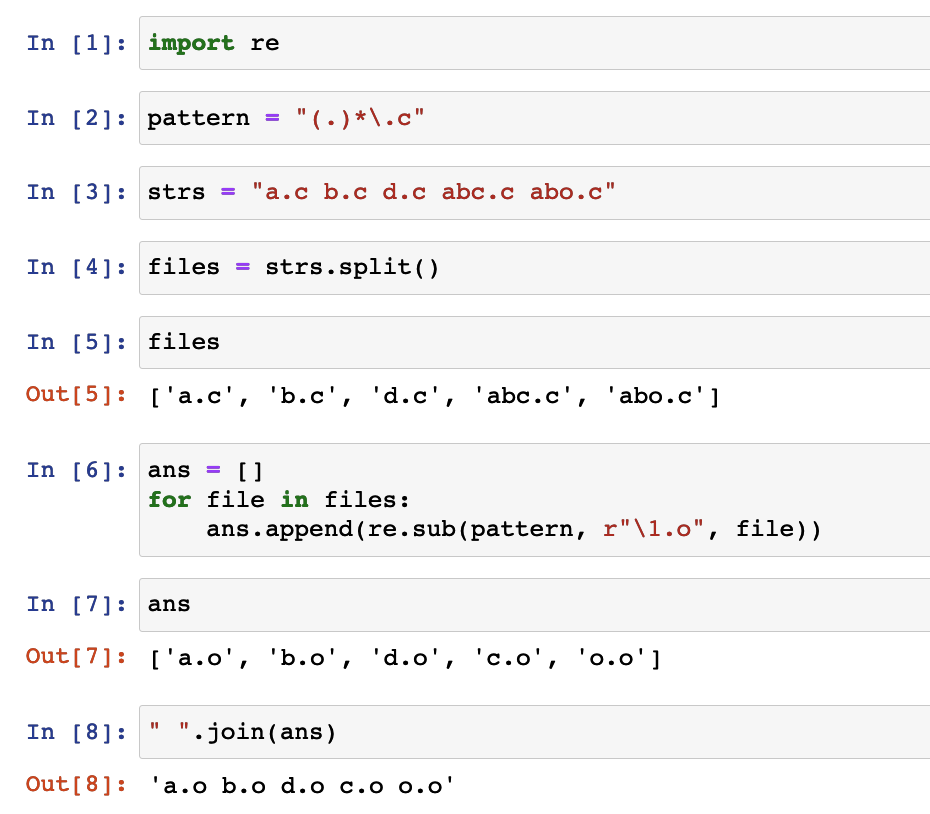 In [1]: import re
In [2]: pattern = "(.)*\.c"
In [3]: strs = "a.c b.c d.c abc.c abo.c"
In [4]: files = strs.split()
In [5]: files
Out[5]: ['a.c', 'b.c', 'd.c', 'abc.c', 'abo.c']
In [6]: ans = []
for file in files:
    ans.append(re.sub(pattern, r"\1.o", file))
In [7]: ans
Out[7]: ['a.o', 'b.o', 'd.o', 'c.o', 'o.o']
In [8]: " ".join(ans)
Out[8]: 'a.o b.o d.o c.o o.o'